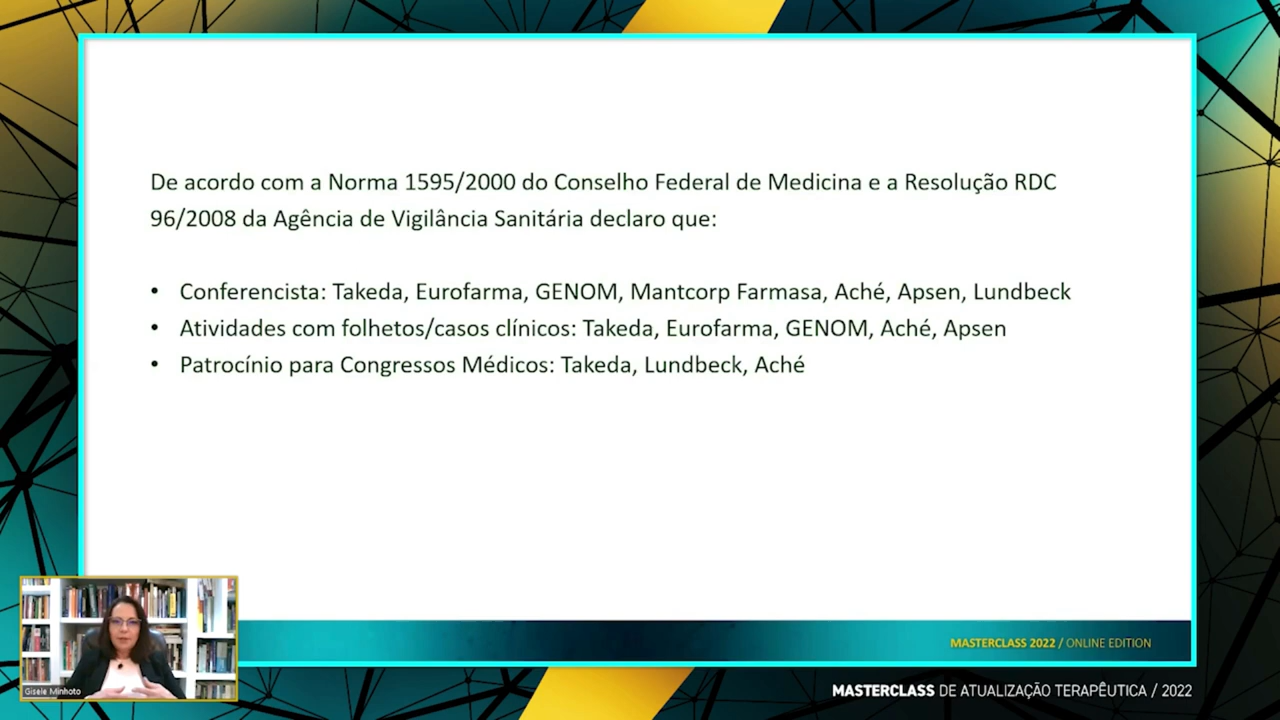 De acordo com a Norma 1595/2000 do Conselho Federal de Medicina e a Resolução RDC
96/2008 da Agência de Vigilância Sanitária declaro que:
• Conferencista: Takeda, Eurofarma, GENOM, Mantcorp Farmasa, Aché, Apsen, Lundbeck
• Atividades com folhetos/casos clínicos: Takeda, Eurofarma, GENOM, Aché, Apsen
• Patrocínio para Congressos Médicos: Takeda, Lundbeck, Aché
MASTERCLASS 2022 / ONLINE EDITION
Gisele Minhoto
MASTERCLASS DE ATUALIZAÇÃO TERAPÊUTICA / 2022